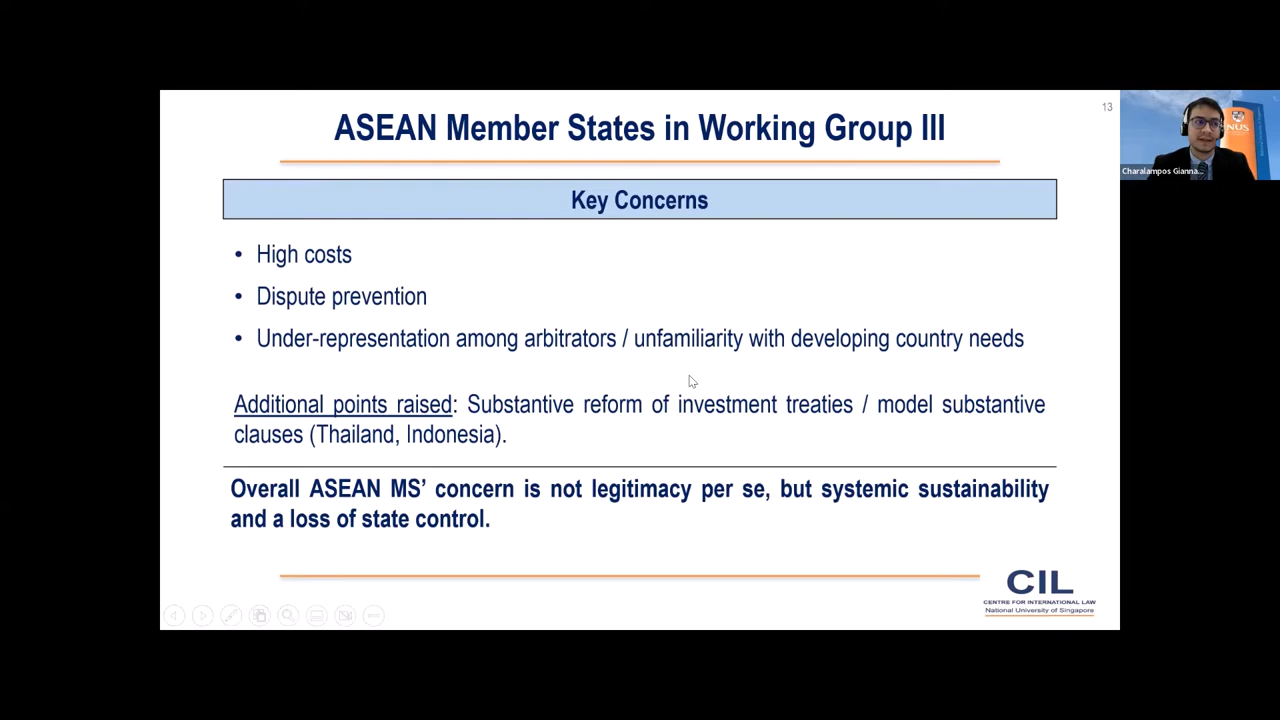 13
ASEAN Member States in Working Group III
NUS
Charalampos Gianna...
Key Concerns
• High costs
• Dispute prevention
• Under-representation among arbitrators / unfamiliarity with developing country needs
Additional points raised: Substantive reform of investment treaties / model substantive
clauses (Thailand, Indonesia).
Overall ASEAN MS’ concern is not legitimacy per se, but systemic sustainability
and a loss of state control.
CIL
CENTRE FOR INTERNATIONAL LAW
National University of Singapore